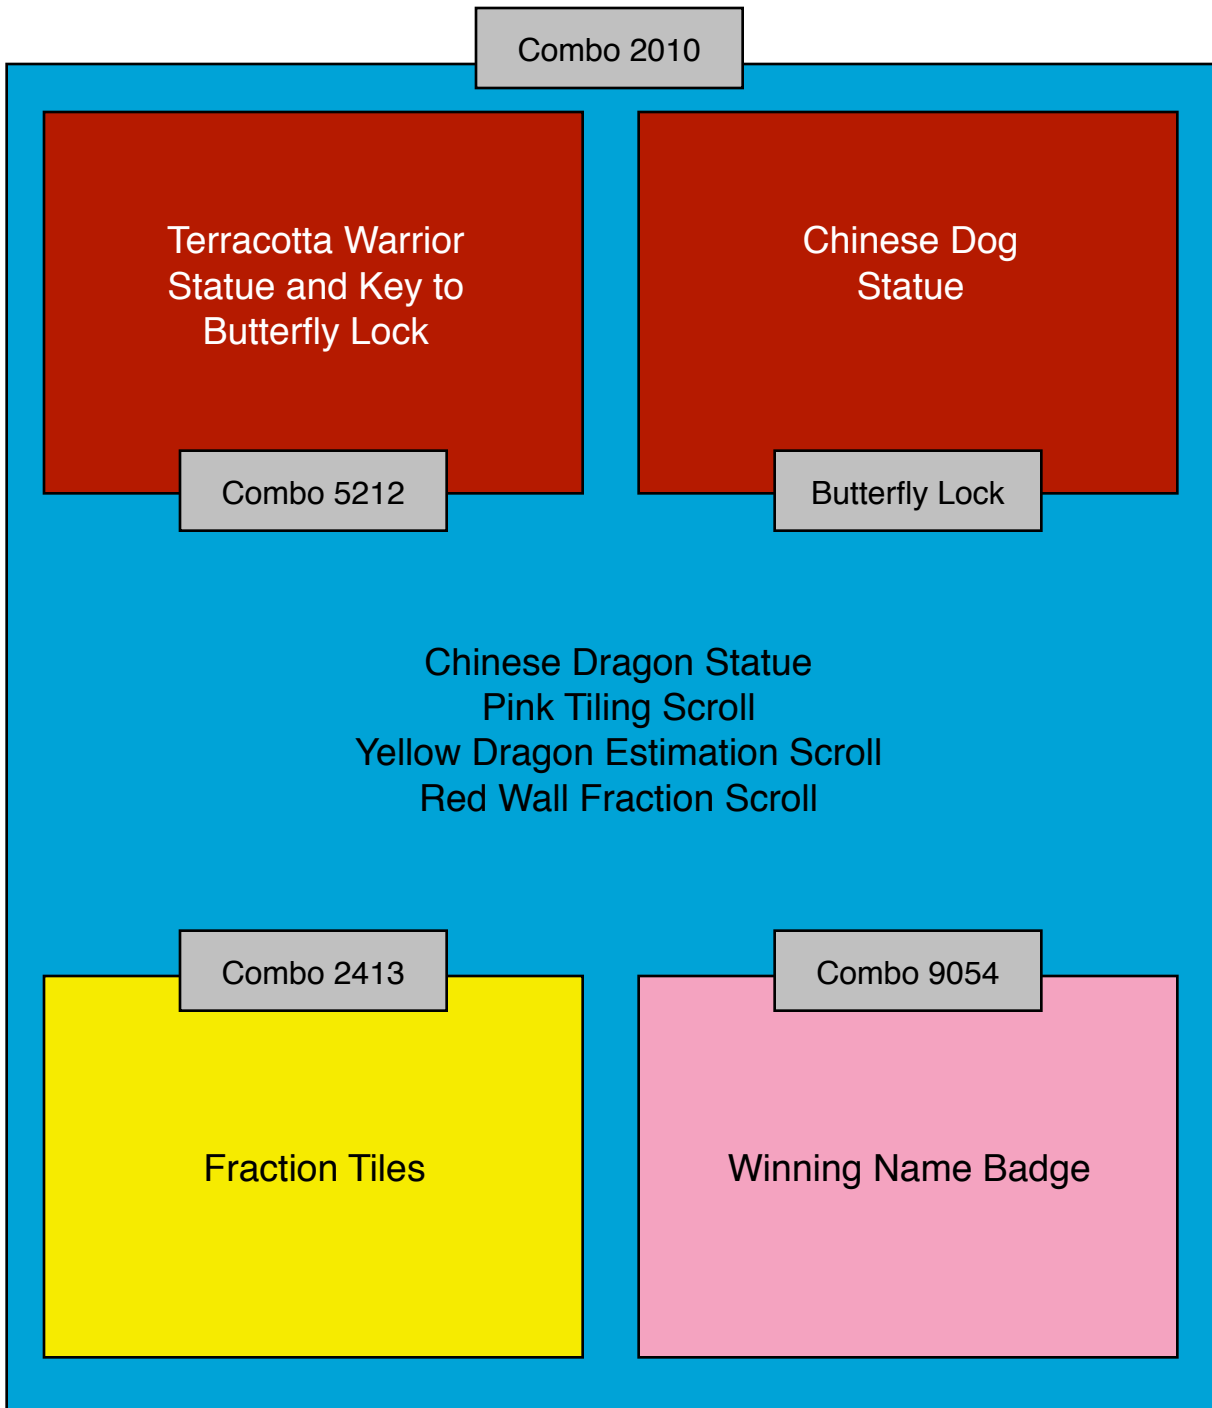 Combo 2010
Terracotta Warrior
Statue and Key to
Butterfly Lock
Combo 5212
Chinese Dog
Statue
Butterfly Lock
Chinese Dragon Statue
Pink Tiling Scroll
Yellow Dragon Estimation Scroll
Red Wall Fraction Scroll
Combo 2413
Fraction Tiles
Combo 9054
Winning Name Badge